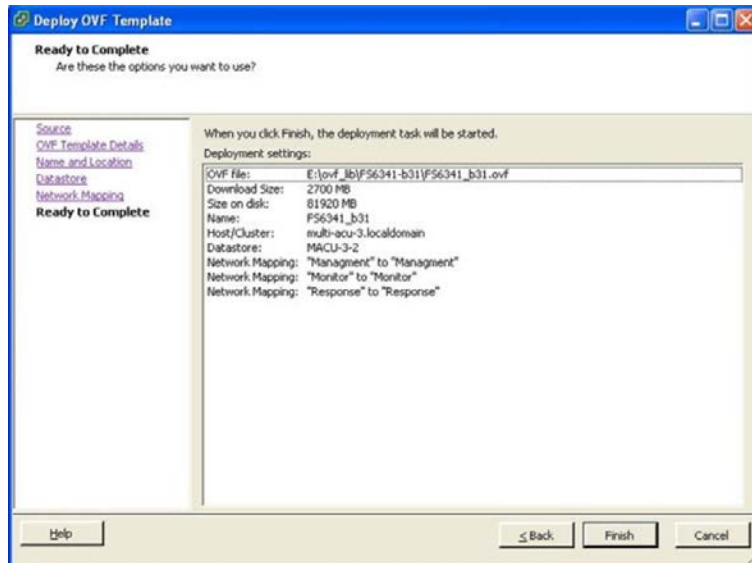 Deploy OVF Template
Ready to Complete
Are these the options you want to use?
Source
OVF Template Details
Name and Location
Datastore
Network Mapping
Ready to Complete
When you click Finish, the deployment task will be started.
Deployment settings:
OVF file: E:\ovf_lib\FS6341-b31\FS6341_b31.ovf
Download Size: 2700 MB
Size on disk: 81920 MB
Name: FS6341_b31
Host/Cluster: multi-acu-3.localdomain
Datastore: MACU-3-2
Network Mapping: "Managment" to "Managment"
Network Mapping: "Monitor" to "Monitor"
Network Mapping: "Response" to "Response"
Help
< Back
Finish
Cancel